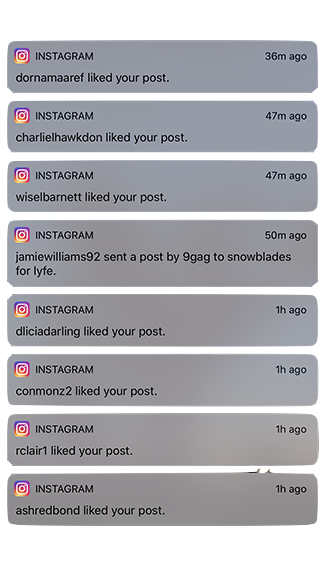 INSTAGRAM 36m ago
dornamaaref liked your post.
INSTAGRAM 47m ago
charlielhawkdon liked your post.
INSTAGRAM 47m ago
wiselbarnett liked your post.
INSTAGRAM 50m ago
jamiewilliams92 sent a post by 9gag to snowblades
for lyfe.
INSTAGRAM 1h ago
dliciadarling liked your post.
INSTAGRAM 1h ago
conmonz2 liked your post.
INSTAGRAM 1h ago
rclair1 liked your post.
INSTAGRAM 1h ago
ashredbond liked your post.